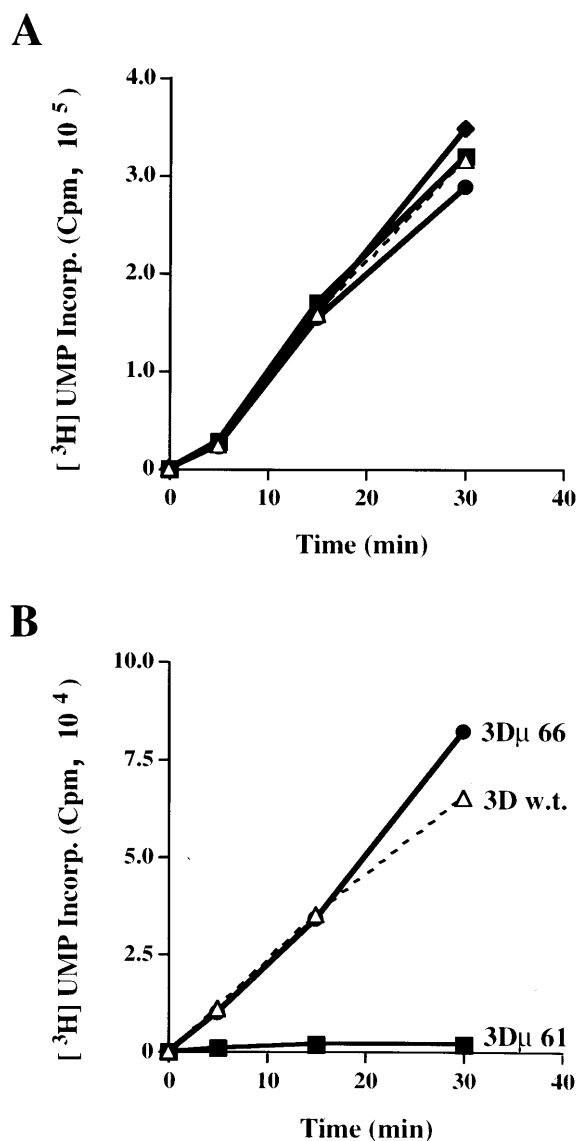 A
4.0
3.0
2.0
1.0
0
[ ³H] UMP Incorp. (Cpm, 10 ⁵)
0 10 20 30 40
Time (min)
B
10.0
7.5
5.0
2.5
0
[ ³H] UMP Incorp. (Cpm, 10 ⁴)
3Dµ 66
3D w.t.
3Dµ 61
0 10 20 30 40
Time (min)